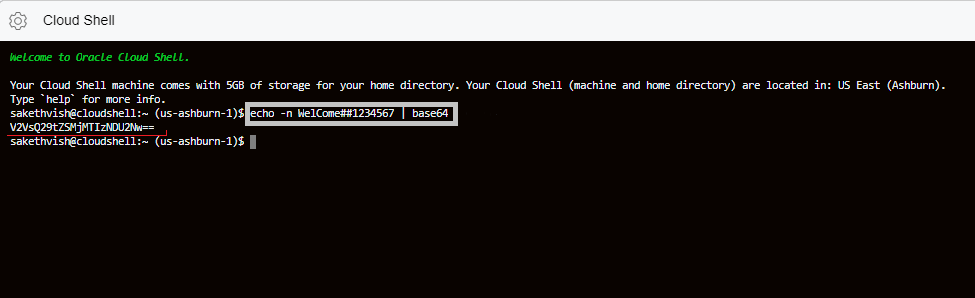 Cloud Shell
Welcome to Oracle Cloud Shell.
Your Cloud Shell machine comes with 5GB of storage for your home directory. Your Cloud Shell (machine and home directory) are located in: US East (Ashburn).
Type `help` for more info.
sakethvish@cloudshell:~ (us-ashburn-1)$ echo -n WelCome##1234567 | base64
V2VsQ29tZSMjMTIzNDU2Nw==
sakethvish@cloudshell:~ (us-ashburn-1)$